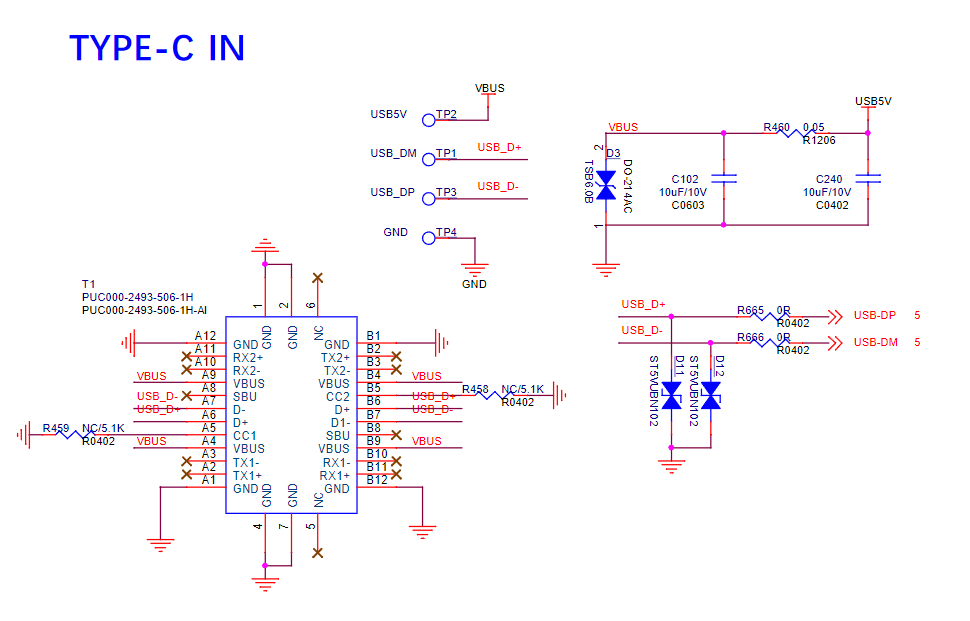 TYPE-C IN
VBUS
USB5V
TP2
USB_DM
TP1
USB_D+
USB_DP
TP3
USB_D-
GND
TP4
GND
USB5V
VBUS
R460
0.05
R1206
2
D3
TSB6.0B
DO-214AC
1
C102
10uF/10V
C0603
C240
10uF/10V
C0402
T1
PUC000-2493-506-1H
PUC000-2493-506-1H-AI
1
2
6
GND
GND
NC
A12
GND
A11
RX2+
A10
RX2-
VBUS
A9
VBUS
USB_D-
A8
SBU
USB_D+
A7
D-
A6
D+
R459
NC/5.1K
R0402
A5
CC1
VBUS
A4
VBUS
A3
TX1-
A2
TX1+
A1
GND
B1
GND
B2
TX2+
B3
TX2-
B4
VBUS
VBUS
B5
CC2
R458
NC/5.1K
R0402
USB_D+
B6
D+
USB_D-
B7
D1-
B8
SBU
B9
VBUS
VBUS
B10
RX1-
B11
RX1+
B12
GND
GND
GND
NC
4
7
5
USB_D+
R665
0R
R0402
USB-DP
5
USB_D-
R666
0R
R0402
USB-DM
5
ST5VUBN102
D11
ST5VUBN102
D12